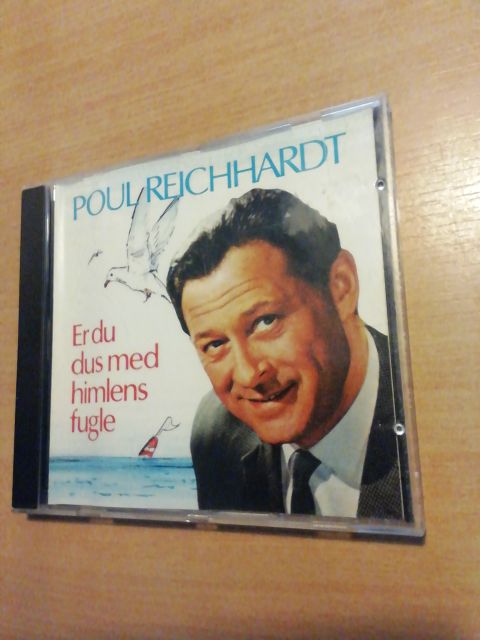 POUL REICHHARDT
Er du
dus med
himlens
fugle